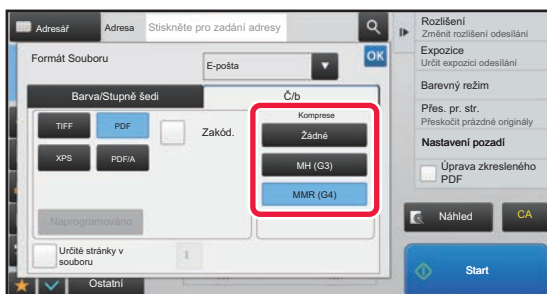 Adresář
Adresa
Stiskněte pro zadání adresy
Formát Souboru
E-pošta
OK
Barva/Stupně šedi
Č/b
TIFF
PDF
Zakód.
XPS
PDF/A
Komprese
Žádné
MH (G3)
MMR (G4)
Naprogramováno
Určité stránky v
souboru
1
Ostatní
Rozlišení
Změnit rozlišení odesílání
Expozice
Určit expozici odesílání
Barevný režim
Přes. pr. str.
Přeskočit prázdné originály
Nastavení pozadí
Úprava zkresleného
PDF
Náhled
CA
Start